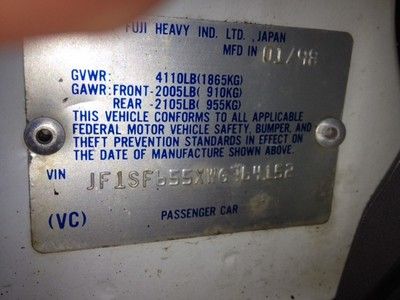 FUJI HEAVY IND. LTD., JAPAN
MFD IN 01/98
GVWR: 4110LB(1865KG)
GAWR:FRONT-2005LB( 910KG)
REAR -2105LB( 955KG)
THIS VEHICLE CONFORMS TO ALL APPLICABLE
FEDERAL MOTOR VEHICLE SAFETY, BUMPER, AND
THEFT PREVENTION STANDARDS IN EFFECT ON
THE DATE OF MANUFACTURE SHOWN ABOVE.
VIN
(VC) PASSENGER CAR